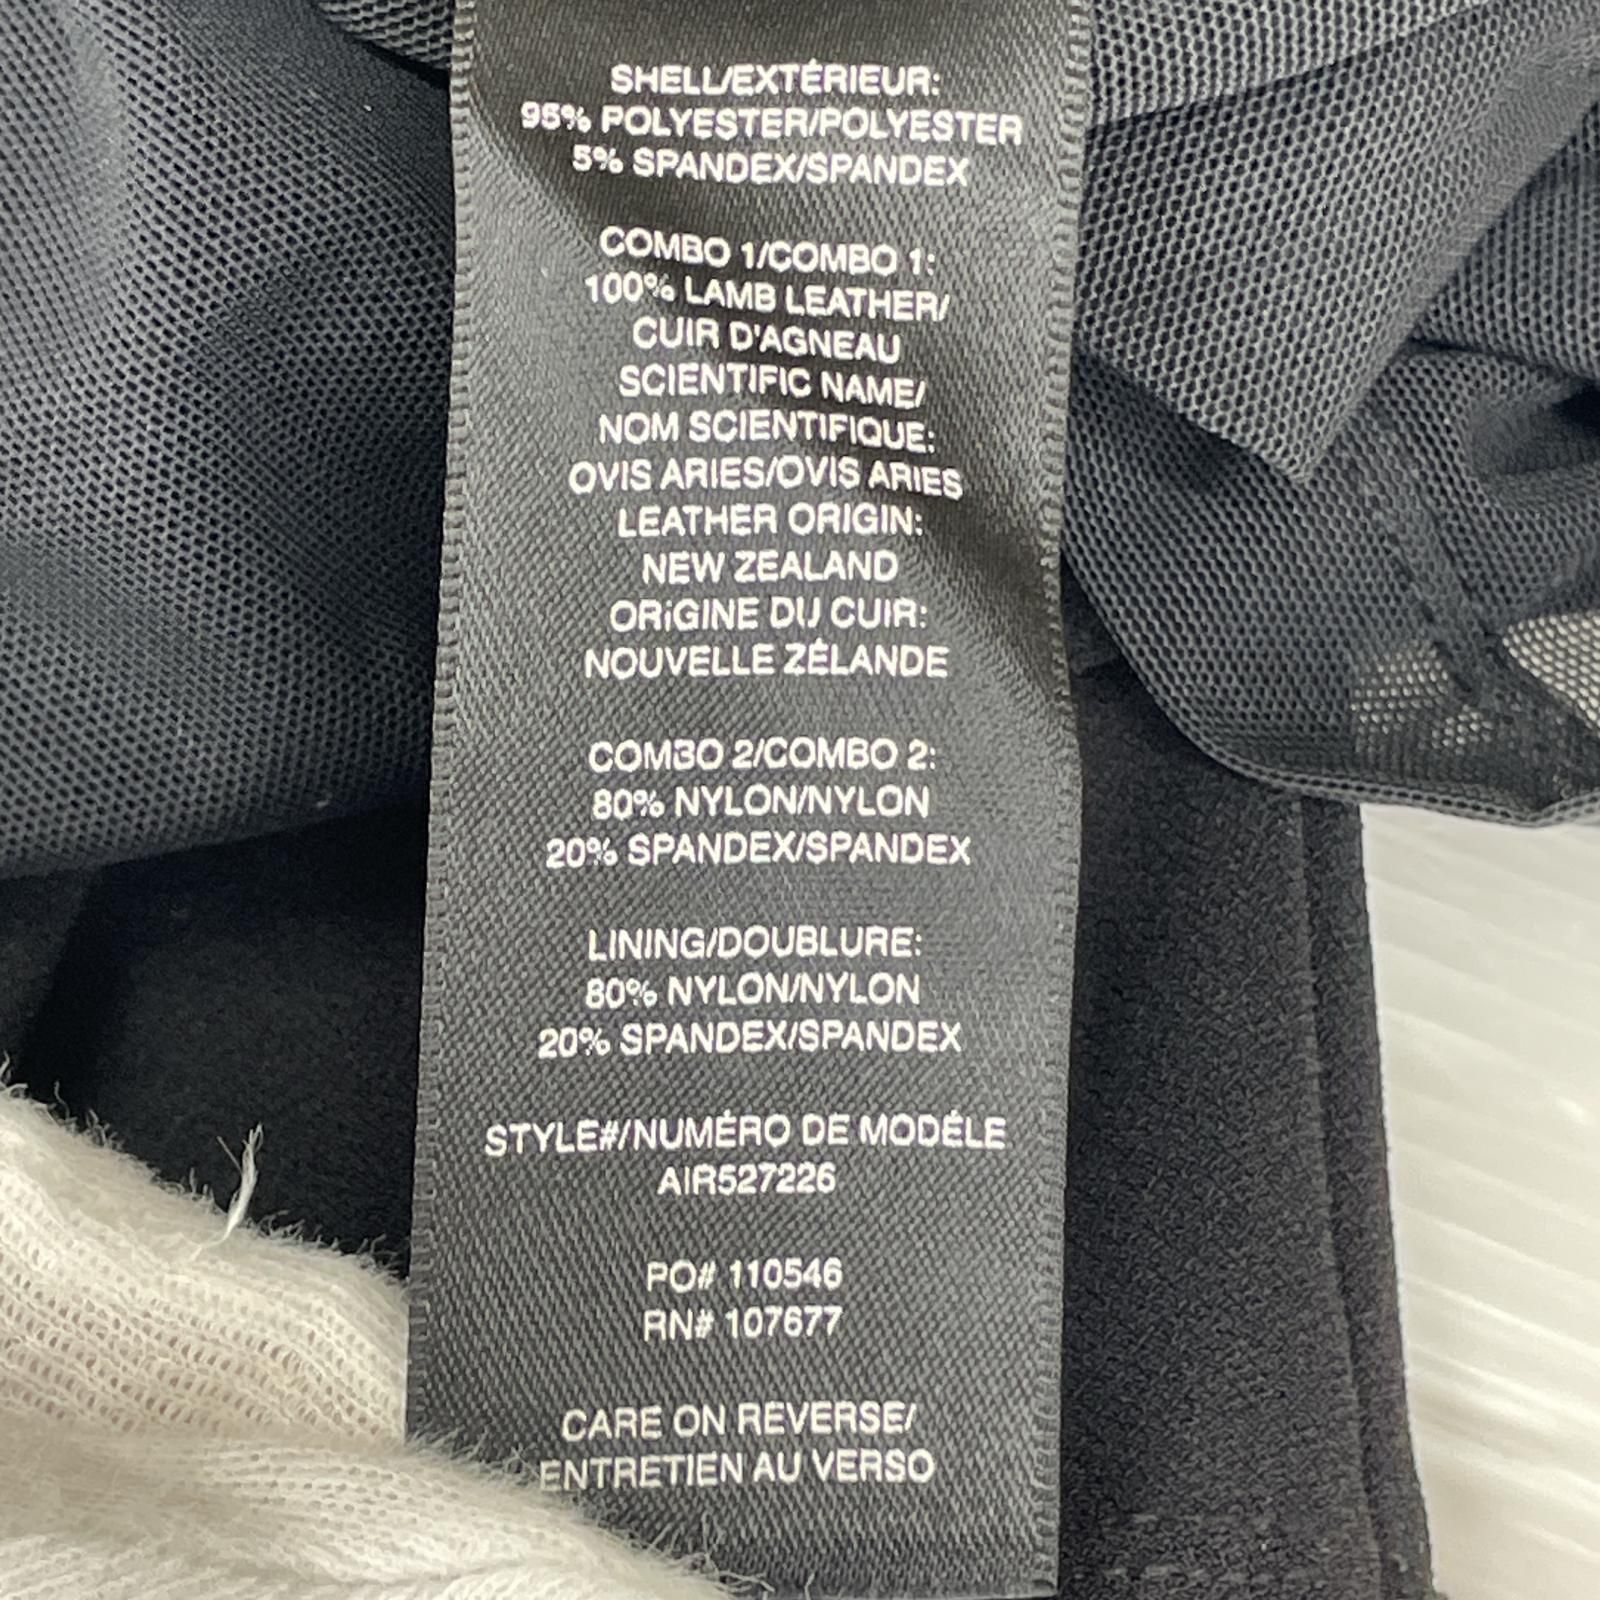 SHELL/EXTÉRIEUR:
95% POLYESTER/POLYESTER
5% SPANDEX/SPANDEX
COMBO 1/COMBO 1:
100% LAMB LEATHER/
CUIR D'AGNEAU
SCIENTIFIC NAME/
NOM SCIENTIFIQUE:
OVIS ARIES/OVIS ARIES
LEATHER ORIGIN:
NEW ZEALAND
ORIGINE DU CUIR:
NOUVELLE ZÉLANDE
COMBO 2/COMBO 2:
80% NYLON/NYLON
20% SPANDEX/SPANDEX
LINING/DOUBLURE:
80% NYLON/NYLON
20% SPANDEX/SPANDEX
STYLE#/NUMÉRO DE MODÉLE
AIR527226
PO# 110546
RN# 107677
CARE ON REVERSE/
ENTRETIEN AU VERSO